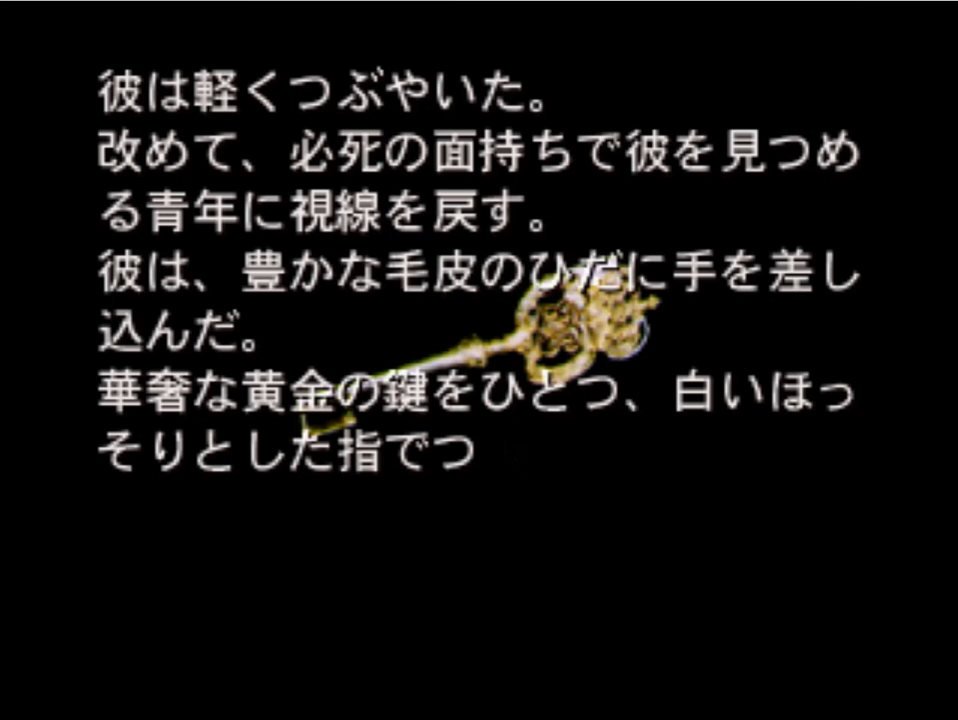 彼は軽くつぶやいた。
改めて、必死の面持ちで彼を見つめ
る青年に視線を戻す。
彼は、豊かな毛皮のひだに手を差し
込んだ。
華奢な黄金の鍵をひとつ、白いほっ
そりとした指でつ